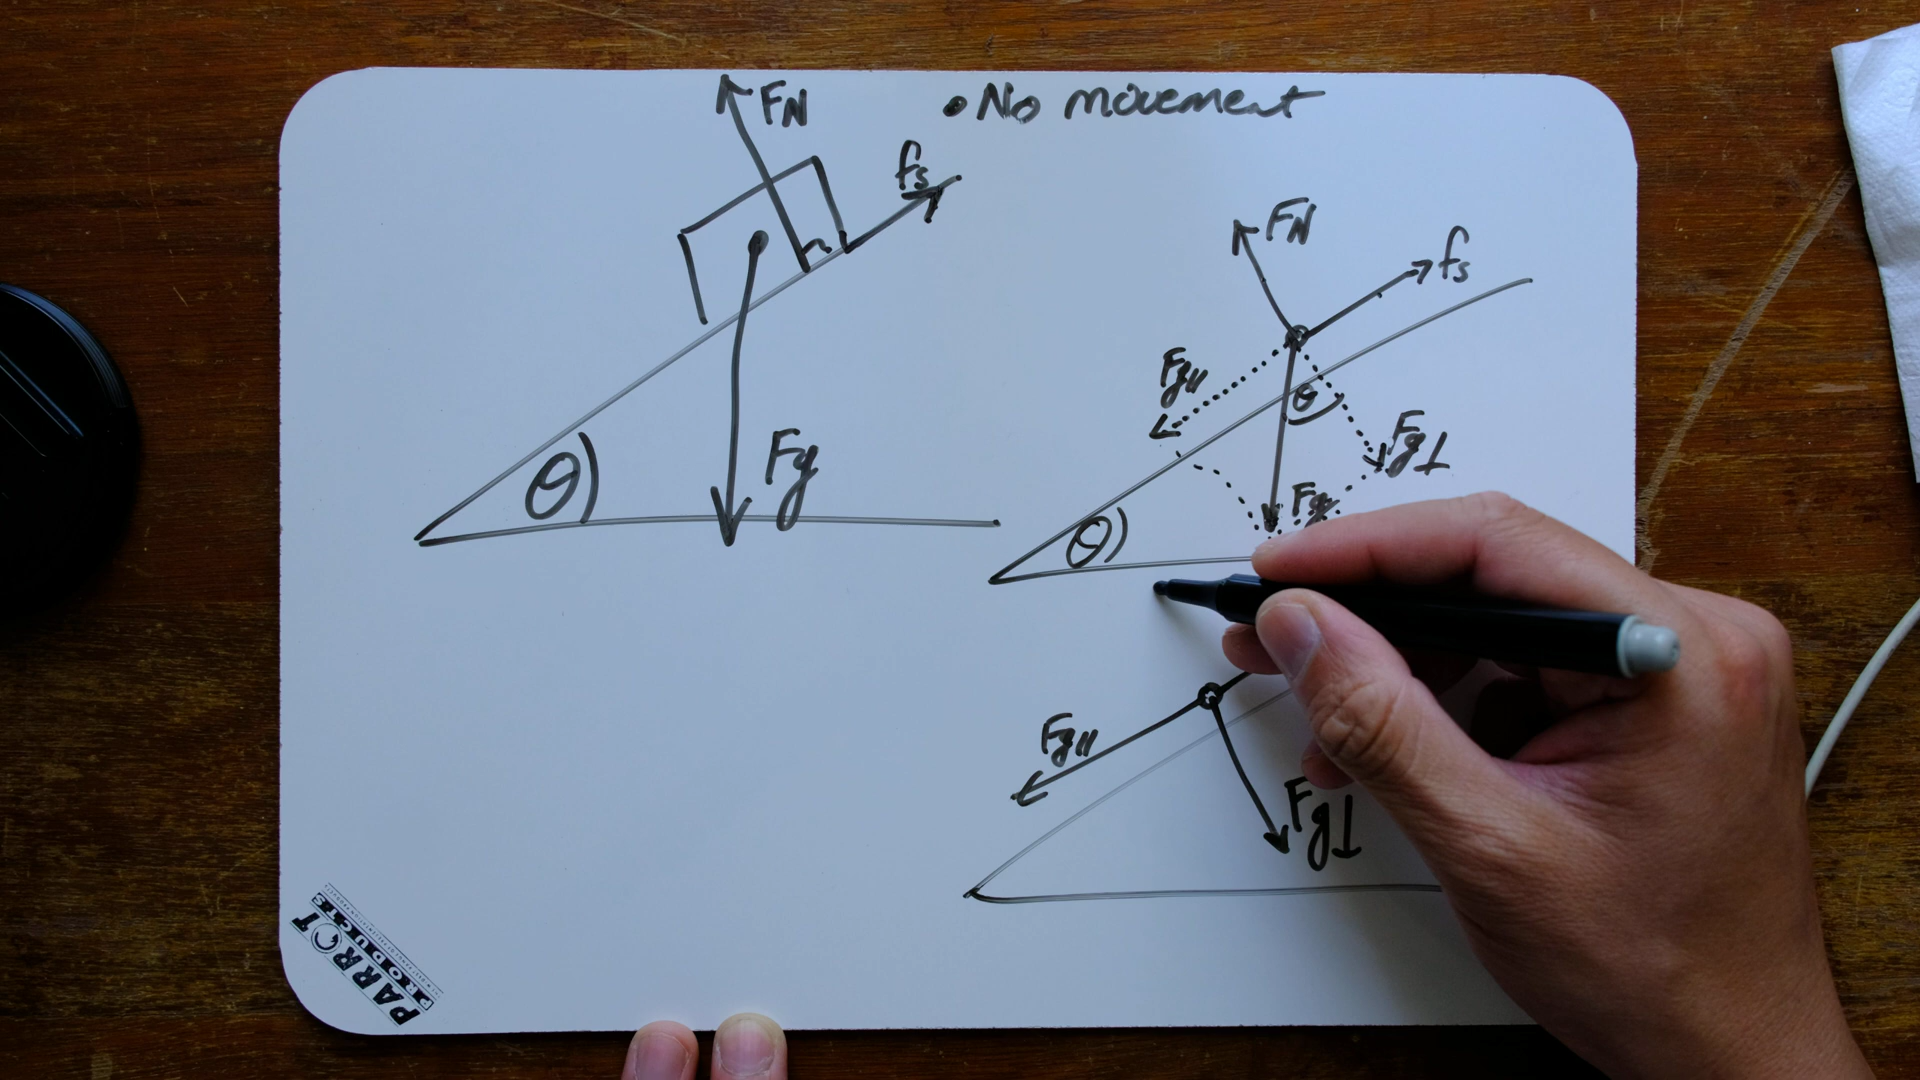 • No movement
FN
fs
Fg
θ
FN
fs
Fg||
θ
Fg⊥
Fg
θ
Fg||
Fg⊥
PARROT
PRODUCTS